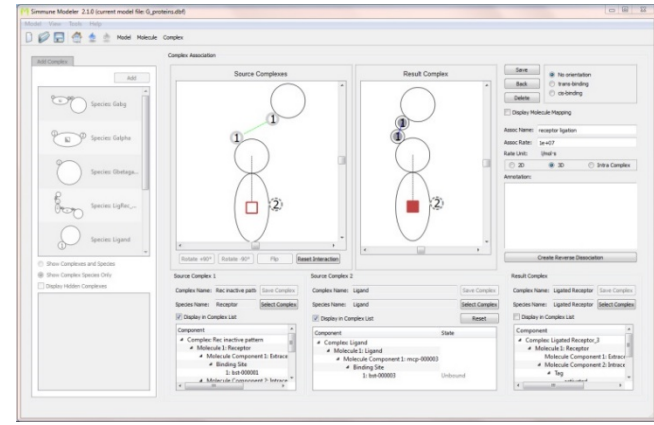 Simmune Modeler 2.1.0 (current model file: G_proteins.dbf)
Model View Tools Help
Model Molecule Complex
Add Complex
Add
Species: Gabg
Species: Galpha
Species: Gbetaga...
Species: LigRec_...
Species: Ligand
Show Complexes and Species
Show Complex Species Only
Display Hidden Complexes
Complex Association
Source Complexes
1
1
2
Rotate +90° Rotate -90° Flip Reset Interaction
Result Complex
1
1
2
Save
Back
Delete
No orientation
trans-binding
cis-binding
Display Molecule Mapping
Assoc Name: receptor ligation
Assoc Rate: 1e+07
Rate Unit: l/mol·s
2D 3D Intra Complex
Annotation:
Create Reverse Dissociation
Source Complex 1
Complex Name: Rec inactive patt Save Complex
Species Name: Receptor Select Complex
Display in Complex List
Component
Complex: Rec inactive pattern
Molecule 1: Receptor
Molecule Component 1: Extrace
Binding Site
1: bst-000001
Molecule Component 2: Intrace
Source Complex 2
Complex Name: Ligand Save Complex
Species Name: Ligand Select Complex
Display in Complex List Reset
Component State
Complex: Ligand
Molecule 1: Ligand
Molecule Component 1: mcp-000003
Binding Site
1: bst-000003 Unbound
Result Complex
Complex Name: Ligated Receptor Save Complex
Species Name: Ligated Receptor Select Complex
Display in Complex List
Component
Complex: Ligated Receptor_2
Molecule 1: Receptor
Molecule Component 1: Extrace
Molecule Component 2: Intrace
Tag
activated